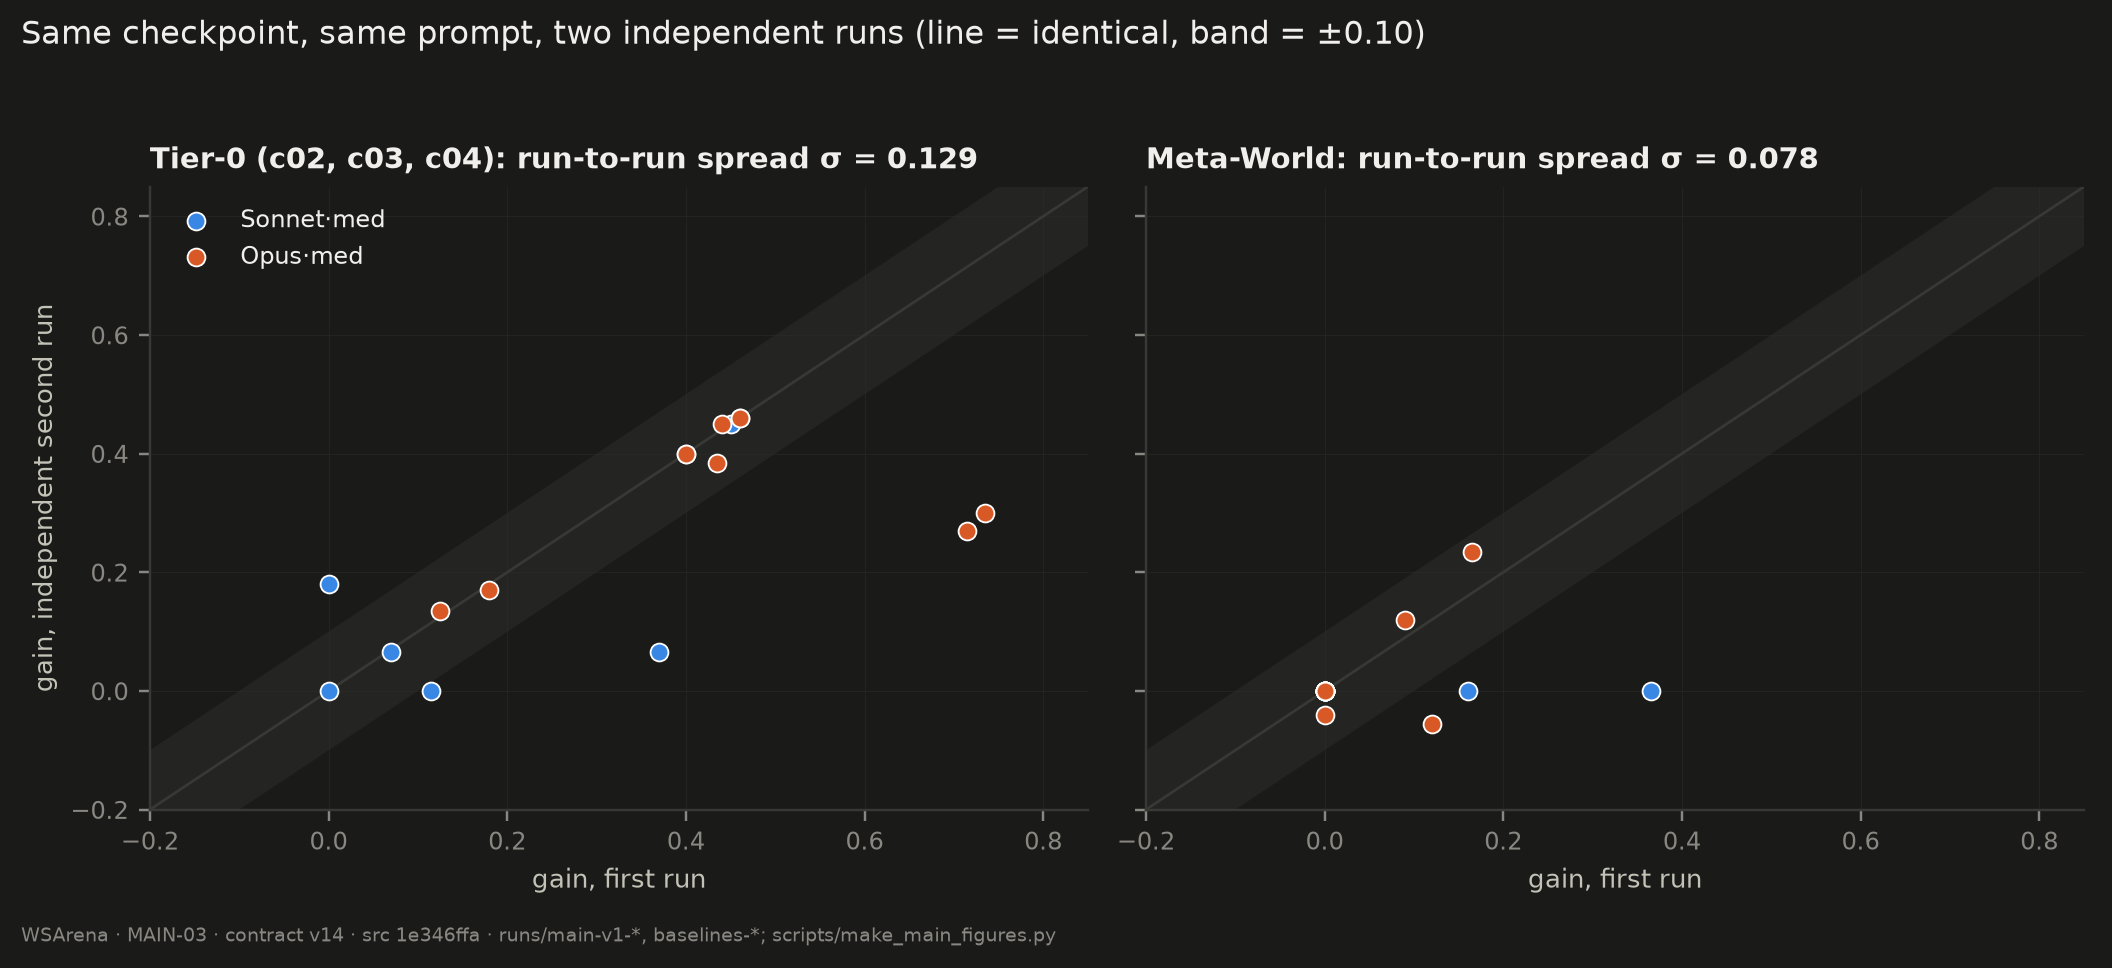 Same checkpoint, same prompt, two independent runs (line = identical, band = ±0.10)
Tier-0 (c02, c03, c04): run-to-run spread σ = 0.129
Sonnet·med
Opus·med
0.8
0.6
0.4
0.2
0.0
−0.2
gain, independent second run
−0.2 0.0 0.2 0.4 0.6 0.8
gain, first run
Meta-World: run-to-run spread σ = 0.078
−0.2 0.0 0.2 0.4 0.6 0.8
gain, first run
WSArena · MAIN-03 · contract v14 · src 1e346ffa · runs/main-v1-*, baselines-*; scripts/make_main_figures.py